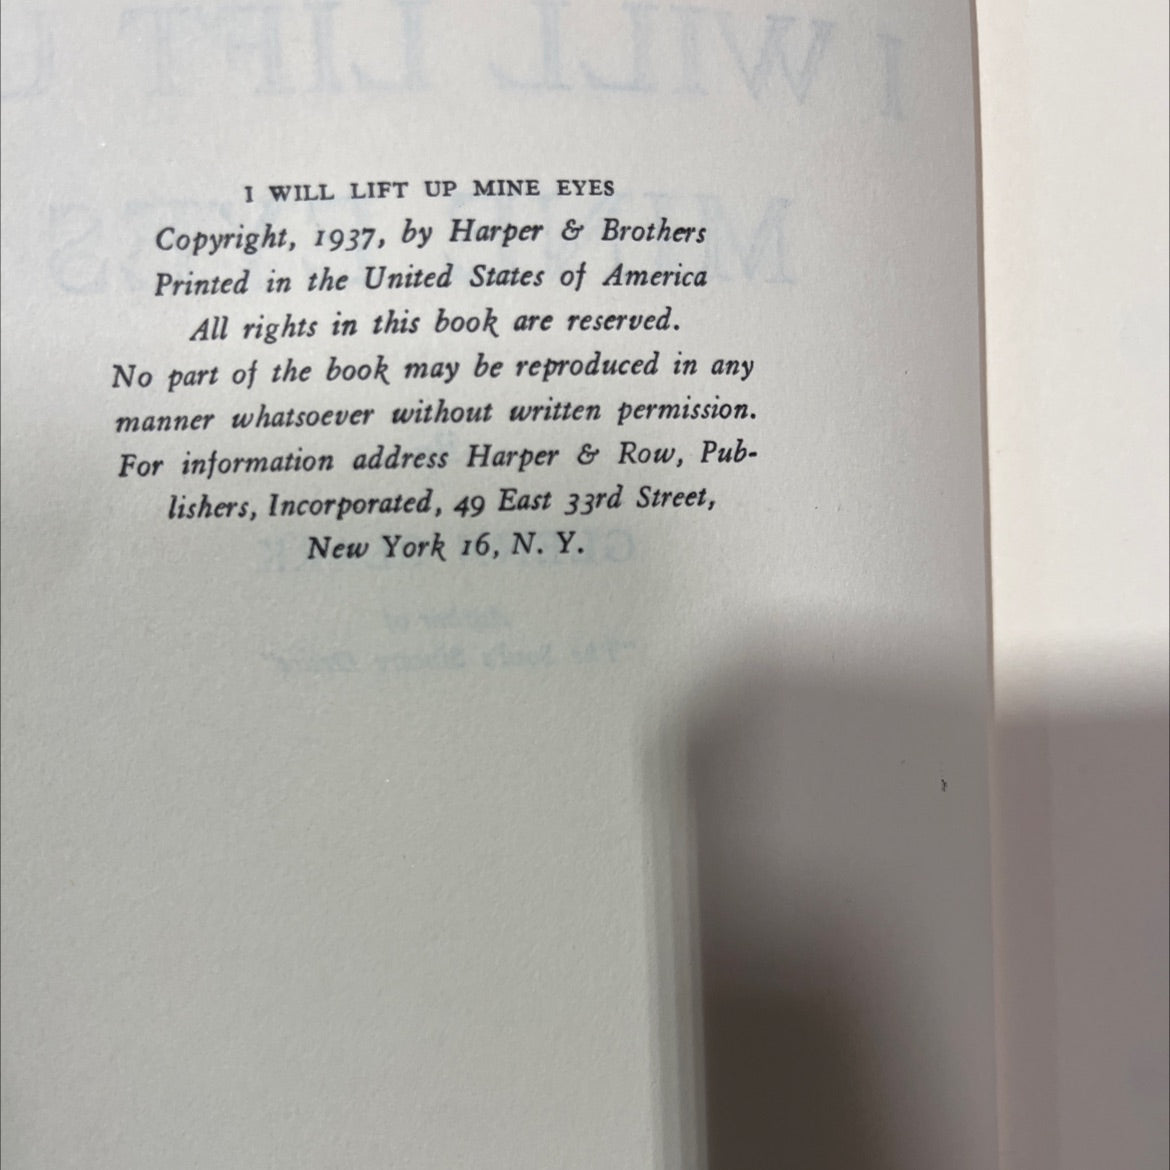 I WILL LIFT UP MINE EYES
Copyright, 1937, by Harper & Brothers
Printed in the United States of America
All rights in this book are reserved.
No part of the book may be reproduced in any
manner whatsoever without written permission.
For information address Harper & Row, Pub-
lishers, Incorporated, 49 East 33rd Street,
New York 16, N. Y.